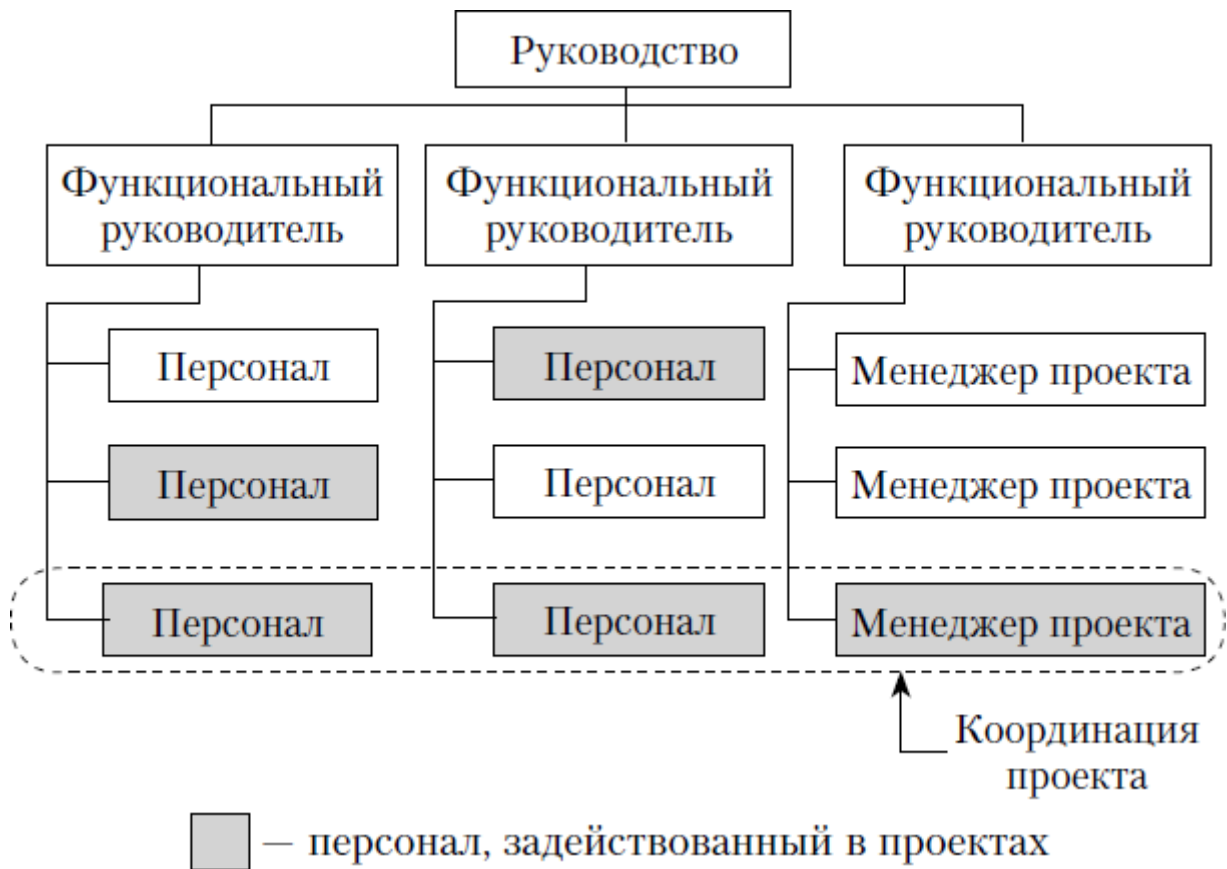 Руководство
Функциональный
руководитель
Функциональный
руководитель
Функциональный
руководитель
Персонал
Персонал
Менеджер проекта
Персонал
Персонал
Менеджер проекта
Персонал
Персонал
Менеджер проекта
Координация
проекта
— персонал, задействованный в проектах